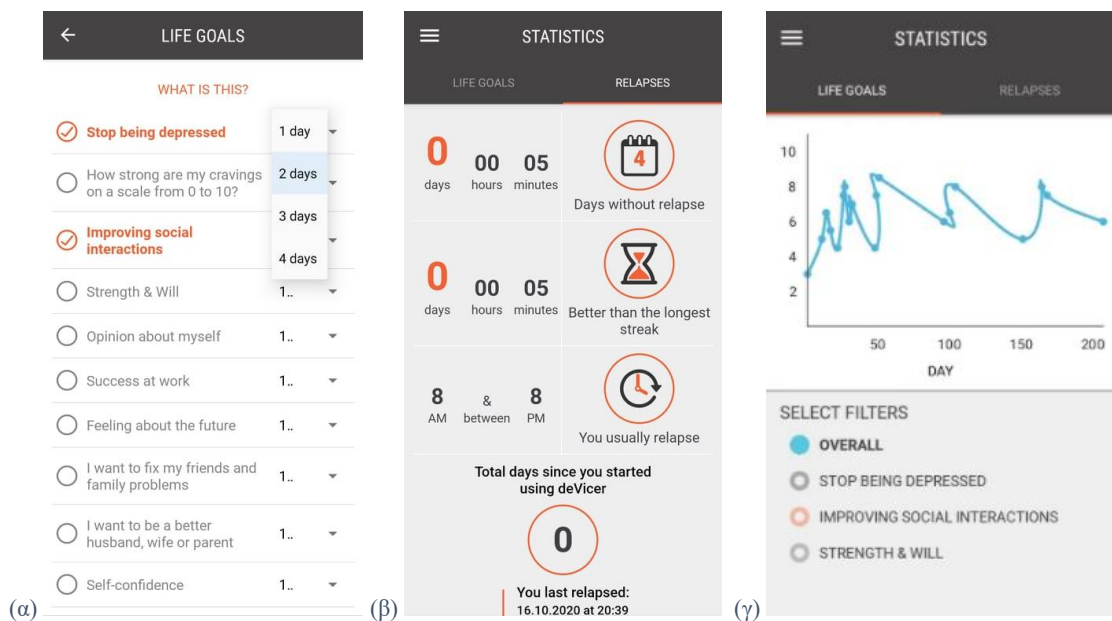 LIFE GOALS
WHAT IS THIS?
Stop being depressed
1 day
How strong are my cravings
on a scale from 0 to 10?
2 days
3 days
Improving social
interactions
4 days
Strength & Will
1..
Opinion about myself
1..
Success at work
1..
Feeling about the future
1..
I want to fix my friends and
family problems
1..
I want to be a better
husband, wife or parent
1..
Self-confidence
1..
(α)
STATISTICS
LIFE GOALS RELAPSES
0 00 05
days hours minutes
4
Days without relapse
0 00 05
days hours minutes
Better than the longest
streak
8 & 8
AM between PM
You usually relapse
Total days since you started
using deVicer
0
You last relapsed:
16.10.2020 at 20:39
(β)
STATISTICS
LIFE GOALS RELAPSES
10
8
6
4
2
50 100 150 200
DAY
SELECT FILTERS
OVERALL
STOP BEING DEPRESSED
IMPROVING SOCIAL INTERACTIONS
STRENGTH & WILL
(γ)